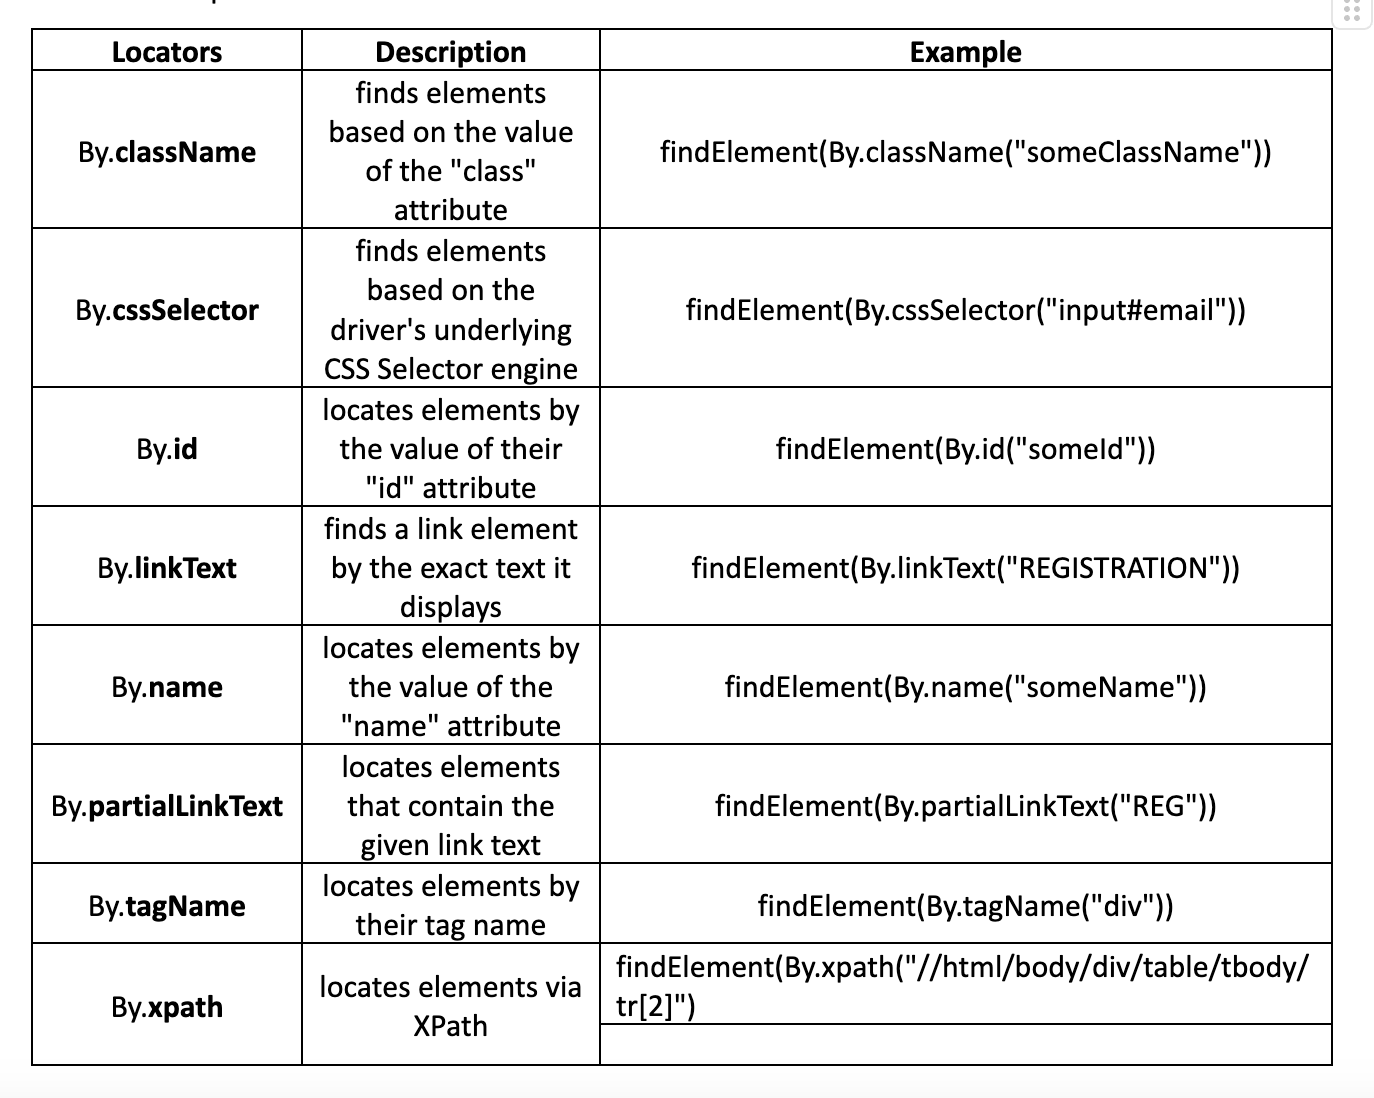 Locators Description Example
By.className
finds elements
based on the value
of the "class"
attribute
findElement(By.className("someClassName"))
By.cssSelector
finds elements
based on the
driver's underlying
CSS Selector engine
findElement(By.cssSelector("input#email"))
By.id
locates elements by
the value of their
"id" attribute
findElement(By.id("someId"))
By.linkText
finds a link element
by the exact text it
displays
findElement(By.linkText("REGISTRATION"))
By.name
locates elements by
the value of the
"name" attribute
findElement(By.name("someName"))
By.partialLinkText
locates elements
that contain the
given link text
findElement(By.partialLinkText("REG"))
By.tagName
locates elements by
their tag name
findElement(By.tagName("div"))
By.xpath
locates elements via
XPath
findElement(By.xpath("//html/body/div/table/tbody/
tr[2]")